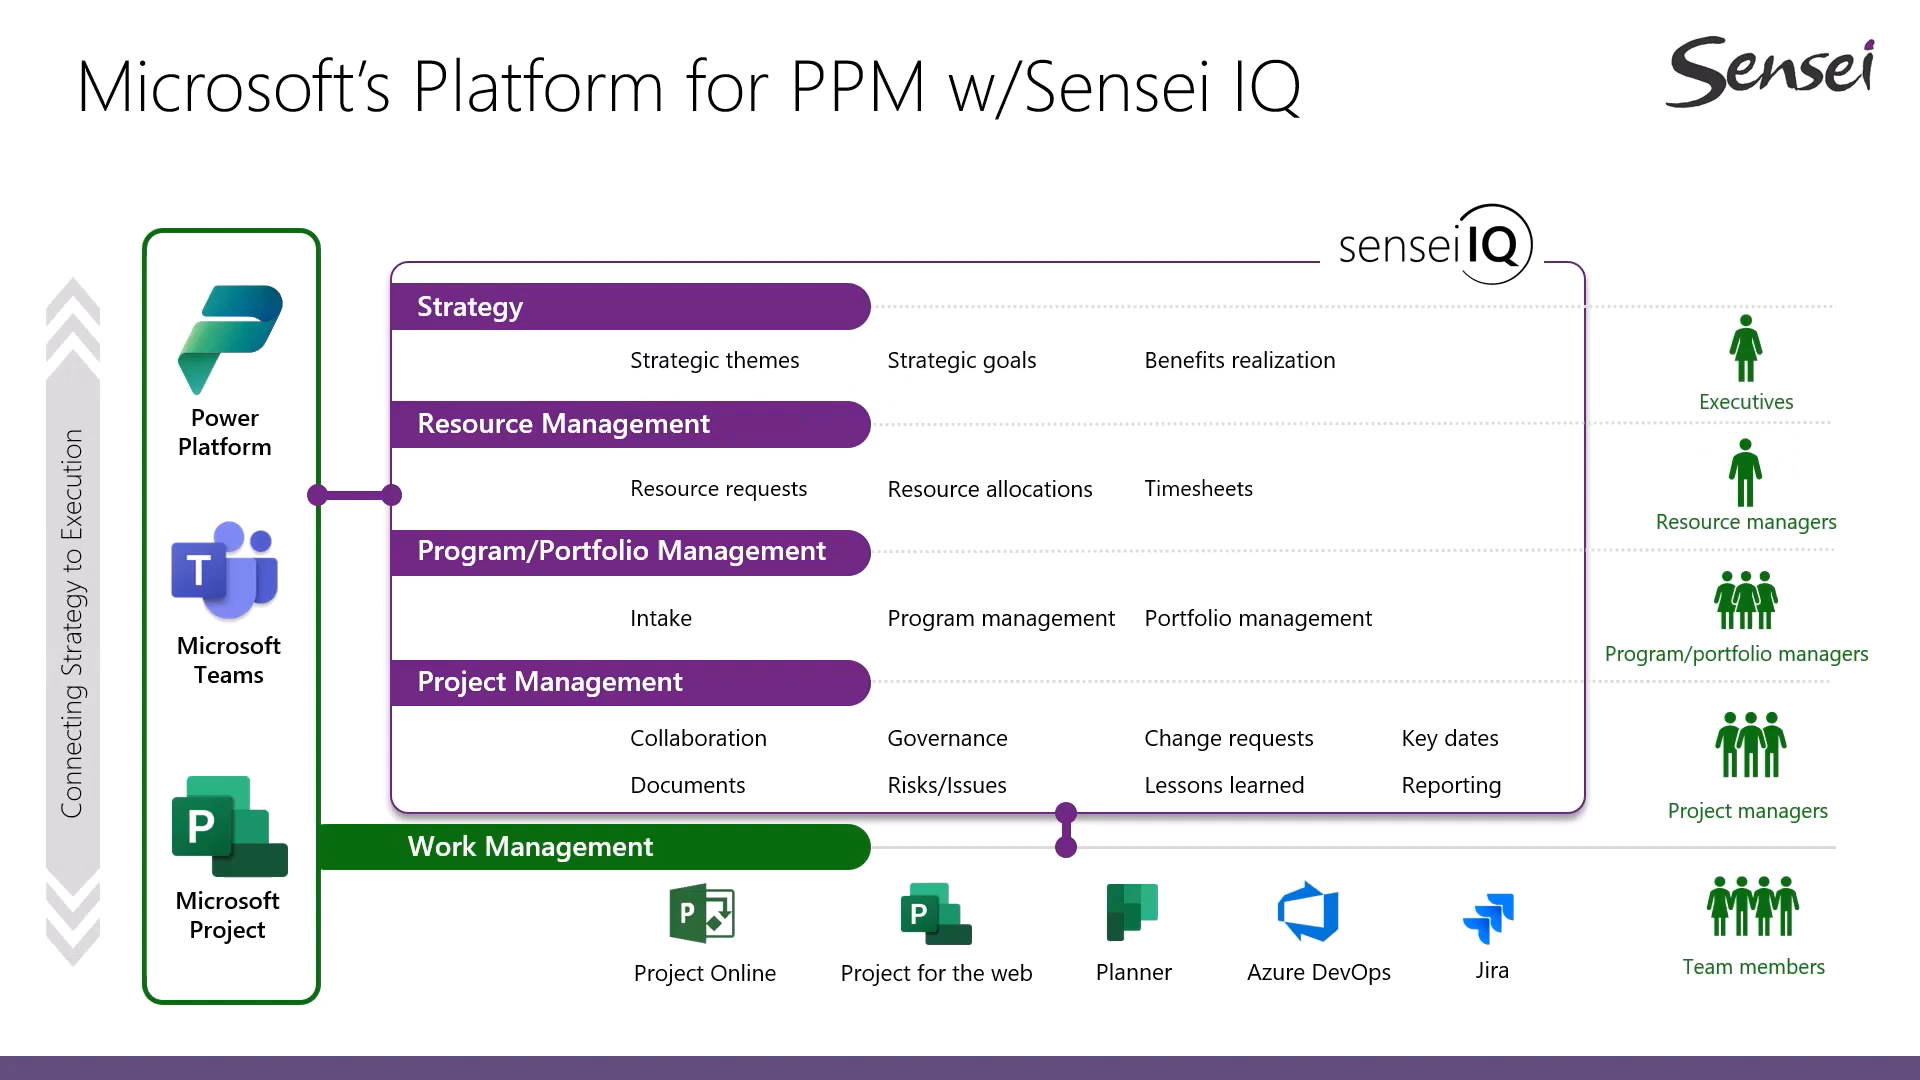 Microsoft's Platform for PPM w/Sensei IQ
Sensei
Connecting Strategy to Execution
Power
Platform
T
Microsoft
Teams
P
Microsoft
Project
sensei IQ
Strategy
Strategic themes
Strategic goals
Benefits realization
Executives
Resource Management
Resource requests
Resource allocations
Timesheets
Resource managers
Program/Portfolio Management
Intake
Program management
Portfolio management
Program/portfolio managers
Project Management
Collaboration
Governance
Change requests
Key dates
Documents
Risks/Issues
Lessons learned
Reporting
Project managers
Work Management
P
Project Online
P
Project for the web
Planner
Azure DevOps
Jira
Team members